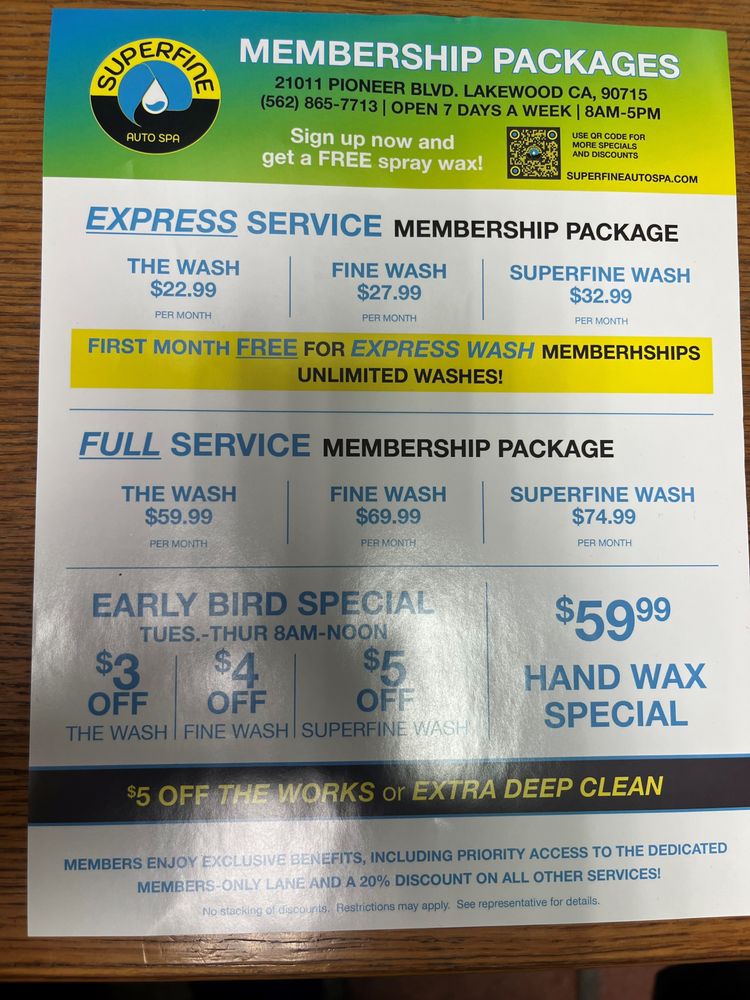 SUPERFINE
AUTO SPA
MEMBERSHIP PACKAGES
21011 PIONEER BLVD. LAKEWOOD CA, 90715
(562) 865-7713 | OPEN 7 DAYS A WEEK | 8AM-5PM
Sign up now and
get a FREE spray wax!
USE QR CODE FOR
MORE SPECIALS
AND DISCOUNTS
SUPERFINEAUTOSPA.COM
EXPRESS SERVICE MEMBERSHIP PACKAGE
THE WASH
$22.99
PER MONTH
FINE WASH
$27.99
PER MONTH
SUPERFINE WASH
$32.99
PER MONTH
FIRST MONTH FREE FOR EXPRESS WASH MEMBERHSHIPS
UNLIMITED WASHES!
FULL SERVICE MEMBERSHIP PACKAGE
THE WASH
$59.99
PER MONTH
FINE WASH
$69.99
PER MONTH
SUPERFINE WASH
$74.99
PER MONTH
EARLY BIRD SPECIAL
TUES.-THUR 8AM-NOON
$3
OFF
THE WASH
$4
OFF
FINE WASH
$5
OFF
SUPERFINE WASH
$5999
HAND WAX
SPECIAL
$5 OFF THE WORKS or EXTRA DEEP CLEAN
MEMBERS ENJOY EXCLUSIVE BENEFITS, INCLUDING PRIORITY ACCESS TO THE DEDICATED
MEMBERS-ONLY LANE AND A 20% DISCOUNT ON ALL OTHER SERVICES!
No stacking of discounts. Restrictions may apply. See representative for details.